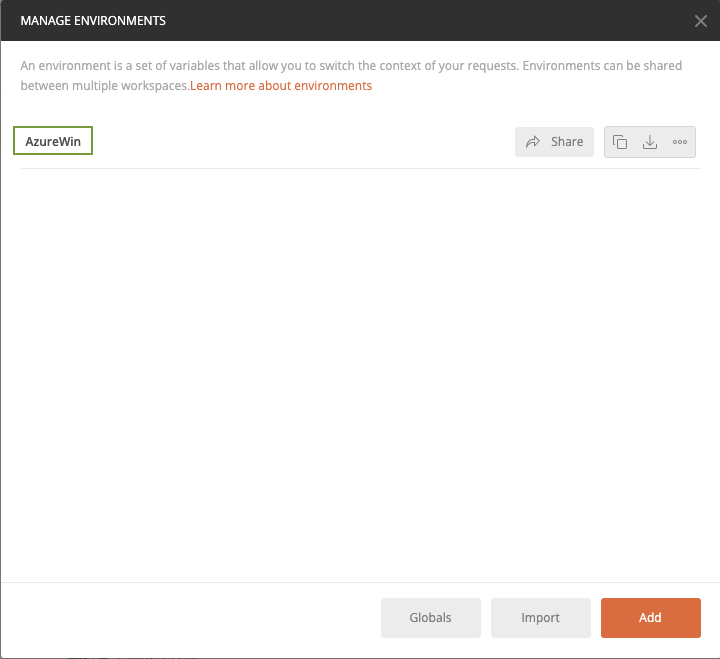 MANAGE ENVIRONMENTS
An environment is a set of variables that allow you to switch the context of your requests. Environments can be shared
between multiple workspaces.Learn more about environments
AzureWin
Share
Globals
Import
Add